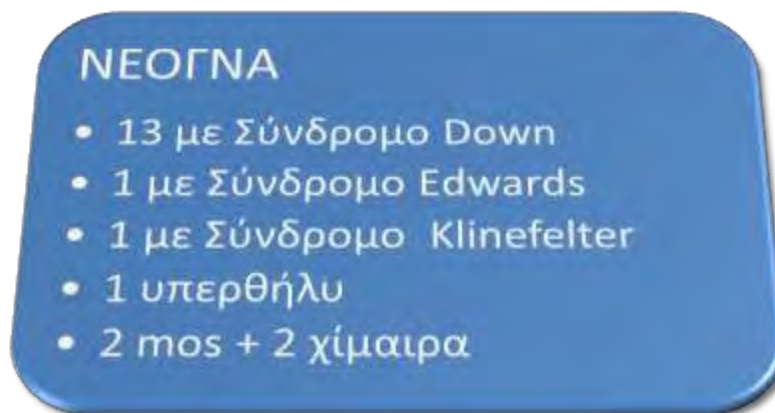 ΝΕΟΓΝΑ
• 13 με Σύνδρομο Down
• 1 με Σύνδρομο Edwards
• 1 με Σύνδρομο Klinefelter
• 1 υπερθήλυ
• 2 mos + 2 χίμαιρα